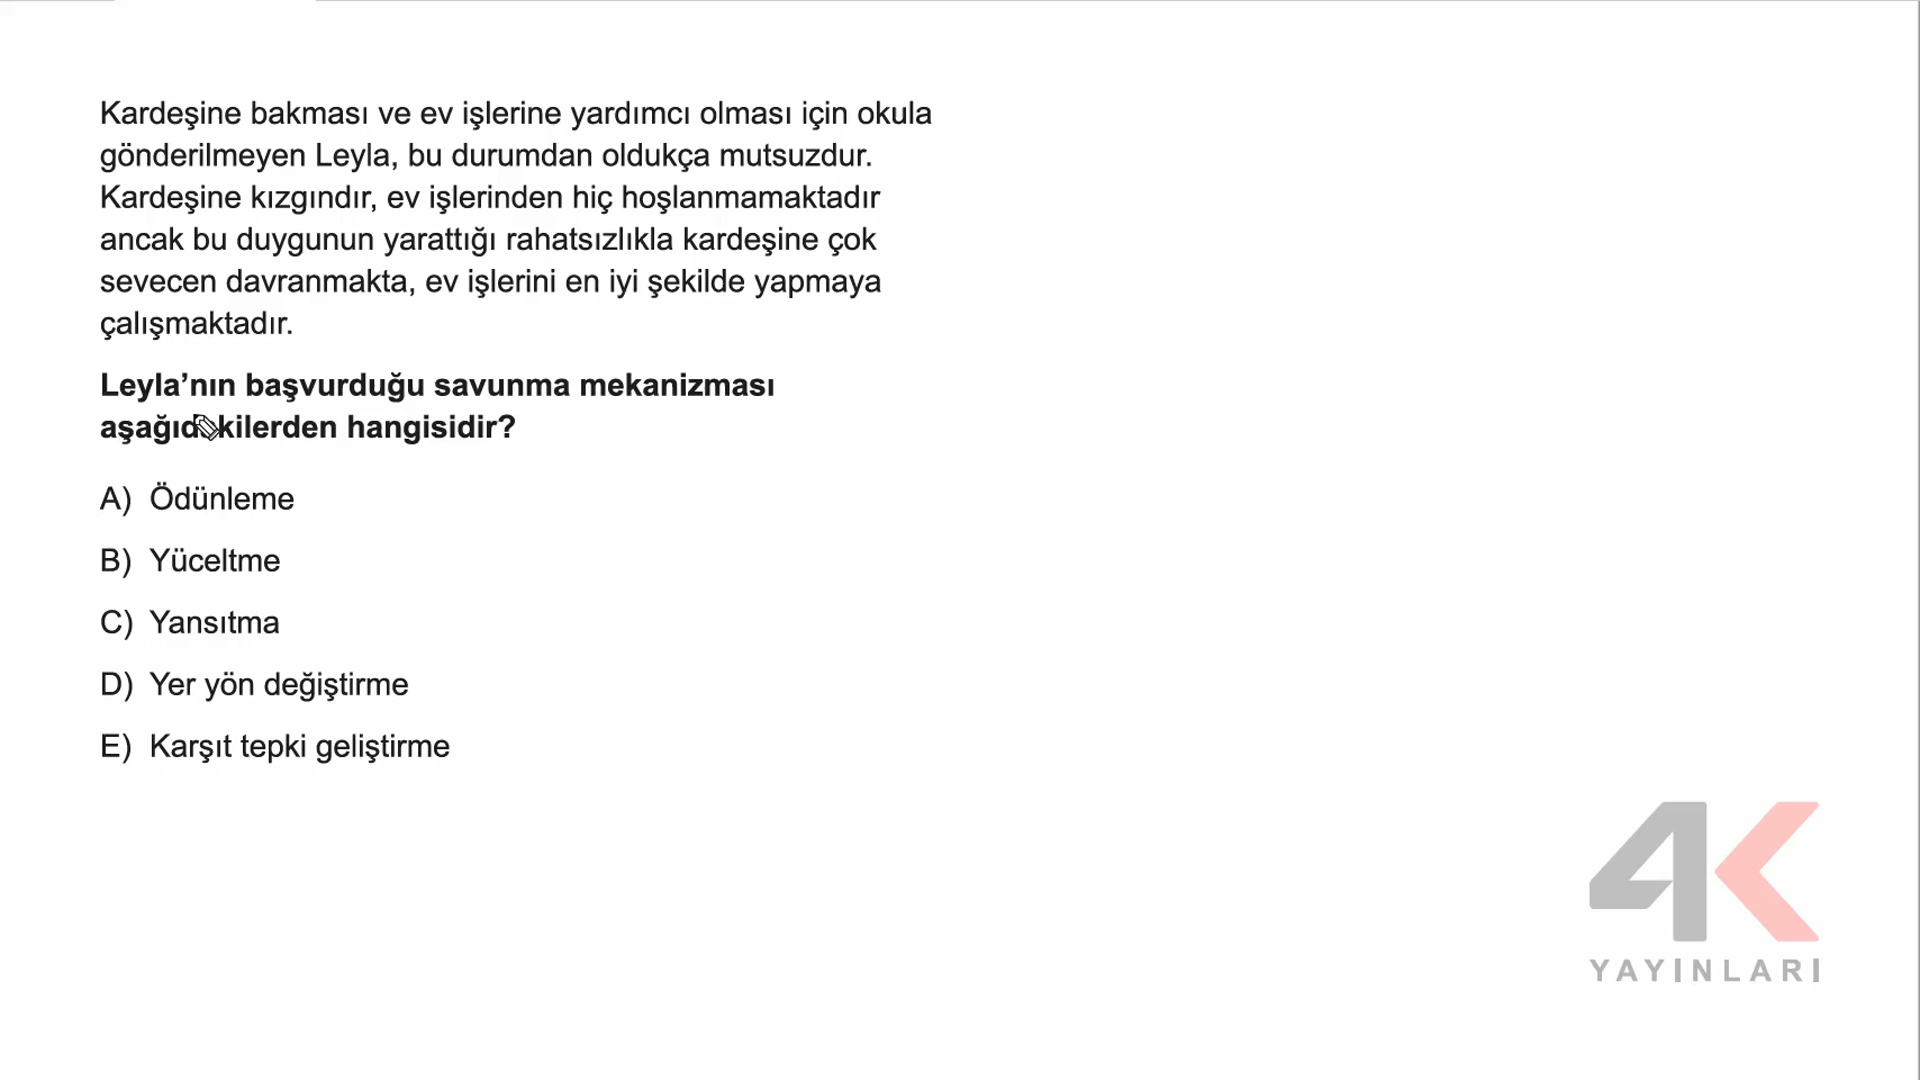 Kardeşine bakması ve ev işlerine yardımcı olması için okula
gönderilmeyen Leyla, bu durumdan oldukça mutsuzdur.
Kardeşine kızgındır, ev işlerinden hiç hoşlanmamaktadır
ancak bu duygunun yarattığı rahatsızlıkla kardeşine çok
sevecen davranmakta, ev işlerini en iyi şekilde yapmaya
çalışmaktadır.
Leyla’nın başvurduğu savunma mekanizması
aşağıdakilerden hangisidir?
A) Ödünleme
B) Yüceltme
C) Yansıtma
D) Yer yön değiştirme
E) Karşıt tepki geliştirme
4K
YAYINLARI